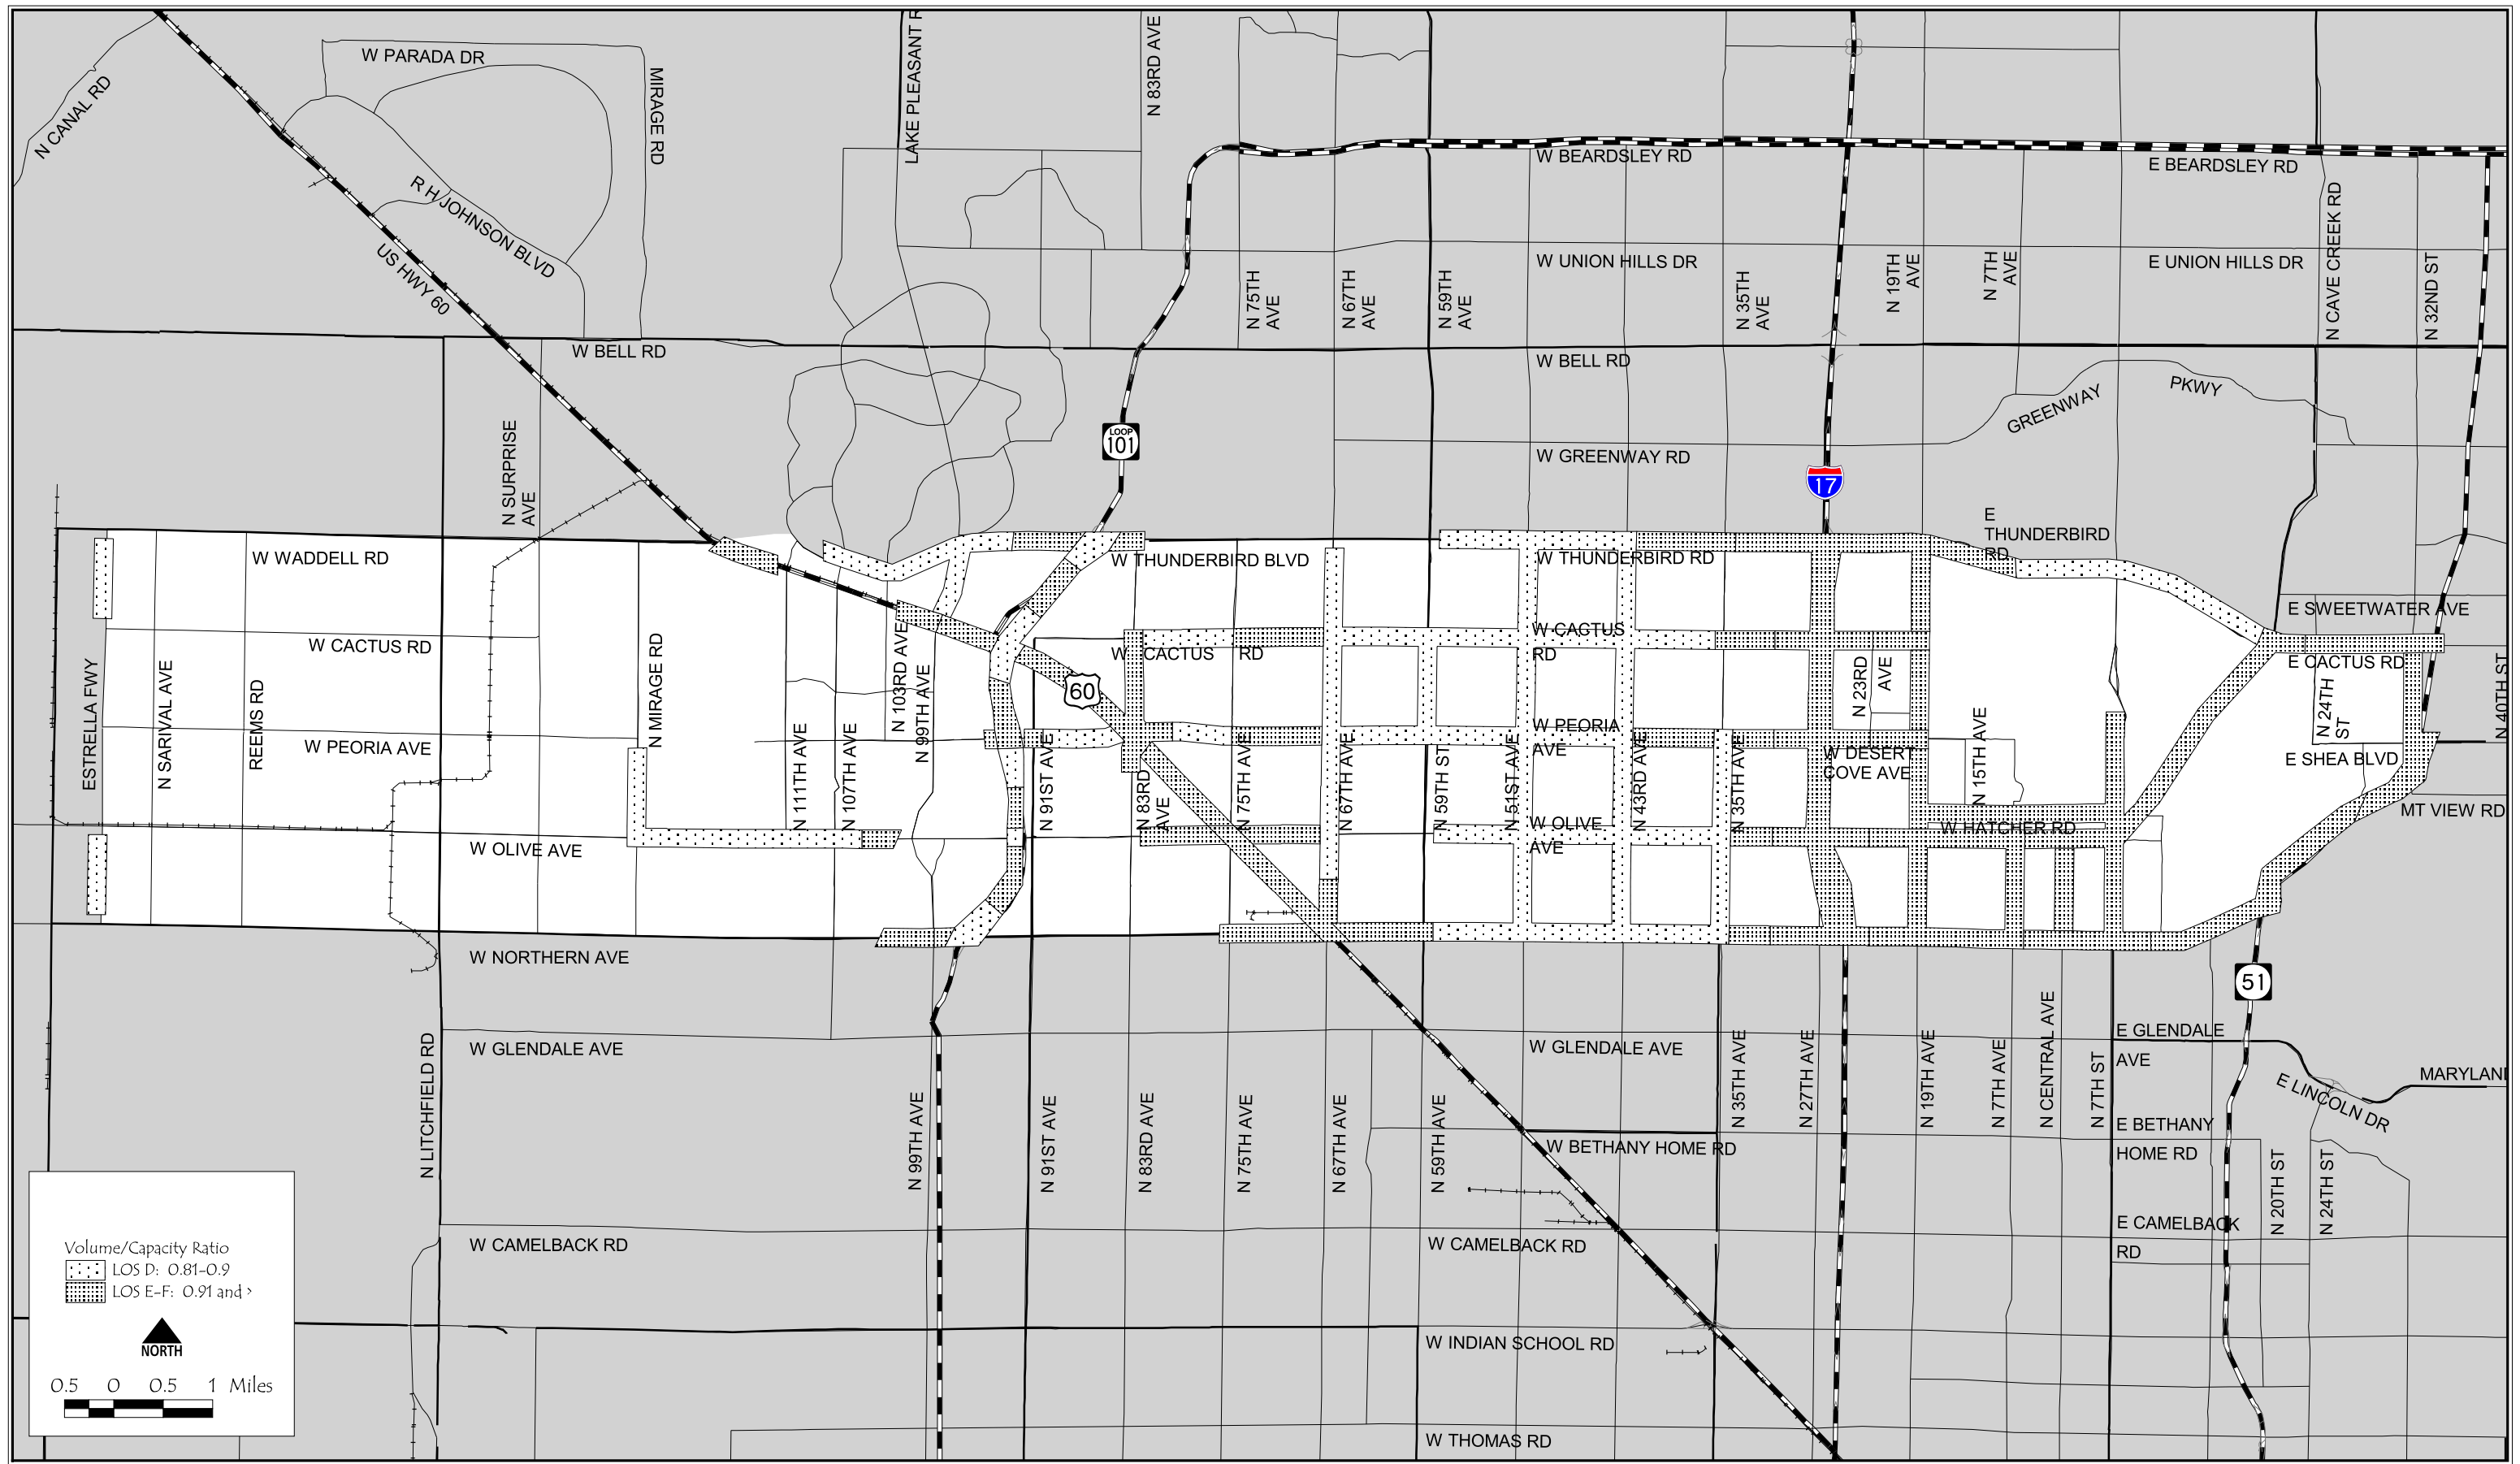 W PARADA DR
N CANAL RD
MIRAGE RD
LAKE PLEASANT R
N 83RD AVE
R H JOHNSON BLVD
US HWY 60
W BEARDSLEY RD
E BEARDSLEY RD
W UNION HILLS DR
E UNION HILLS DR
N 75TH
AVE
N 67TH
AVE
N 59TH
AVE
N 35TH
AVE
N 19TH
AVE
N 7TH
AVE
N CAVE CREEK RD
N 32ND ST
W BELL RD
W BELL RD
GREENWAY
PKWY
N SURPRISE
AVE
LOOP
101
W GREENWAY RD
17
E
THUNDERBIRD
RD
W WADDELL RD
W THUNDERBIRD BLVD
W THUNDERBIRD RD
E SWEETWATER AVE
W CACTUS RD
W CACTUS RD
W CACTUS
RD
E CACTUS RD
ESTRELLA FWY
N SARIVAL AVE
REEMS RD
N MIRAGE RD
N 103RD AVE
N 99TH AVE
60
N 23RD
AVE
N 24TH
ST
N 40TH ST
W PEORIA AVE
W PEORIA
AVE
N 111TH AVE
N 107TH AVE
N 91ST AVE
N 83RD
AVE
N 75TH AVE
N 67TH AVE
N 59TH ST
N 51ST AVE
N 43RD AVE
N 35TH AVE
W DESERT
COVE AVE
N 15TH AVE
E SHEA BLVD
MT VIEW RD
W OLIVE AVE
W OLIVE
AVE
W HATCHER RD
W NORTHERN AVE
51
N LITCHFIELD RD
W GLENDALE AVE
W GLENDALE AVE
E GLENDALE
AVE
N 99TH AVE
N 91ST AVE
N 83RD AVE
N 75TH AVE
N 67TH AVE
N 59TH AVE
N 35TH AVE
N 27TH AVE
N 19TH AVE
N 7TH AVE
N CENTRAL AVE
N 7TH ST
E LINCOLN DR
MARYLAN
W BETHANY HOME RD
E BETHANY
HOME RD
N 20TH ST
N 24TH ST
W CAMELBACK RD
W CAMELBACK RD
E CAMELBACK
RD
W INDIAN SCHOOL RD
W THOMAS RD
Volume/Capacity Ratio
LOS D: 0.81-0.9
LOS E-F: 0.91 and >
NORTH
0.5 0 0.5 1 Miles